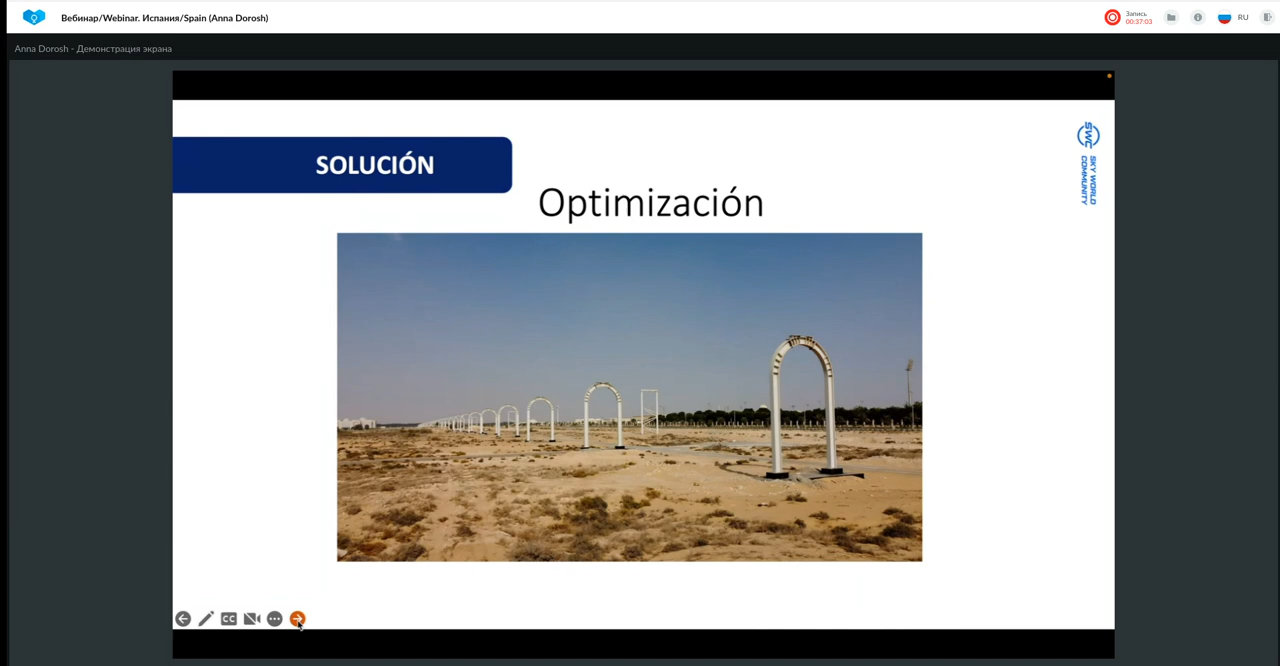 Вебинар/Webinar. Испания/Spain (Anna Dorosh)
Запись
00:37:03
RU
Anna Dorosh - Демонстрация экрана
SOLUCIÓN
Optimización
SWC
SKY WORLD
COMMUNITY
CC